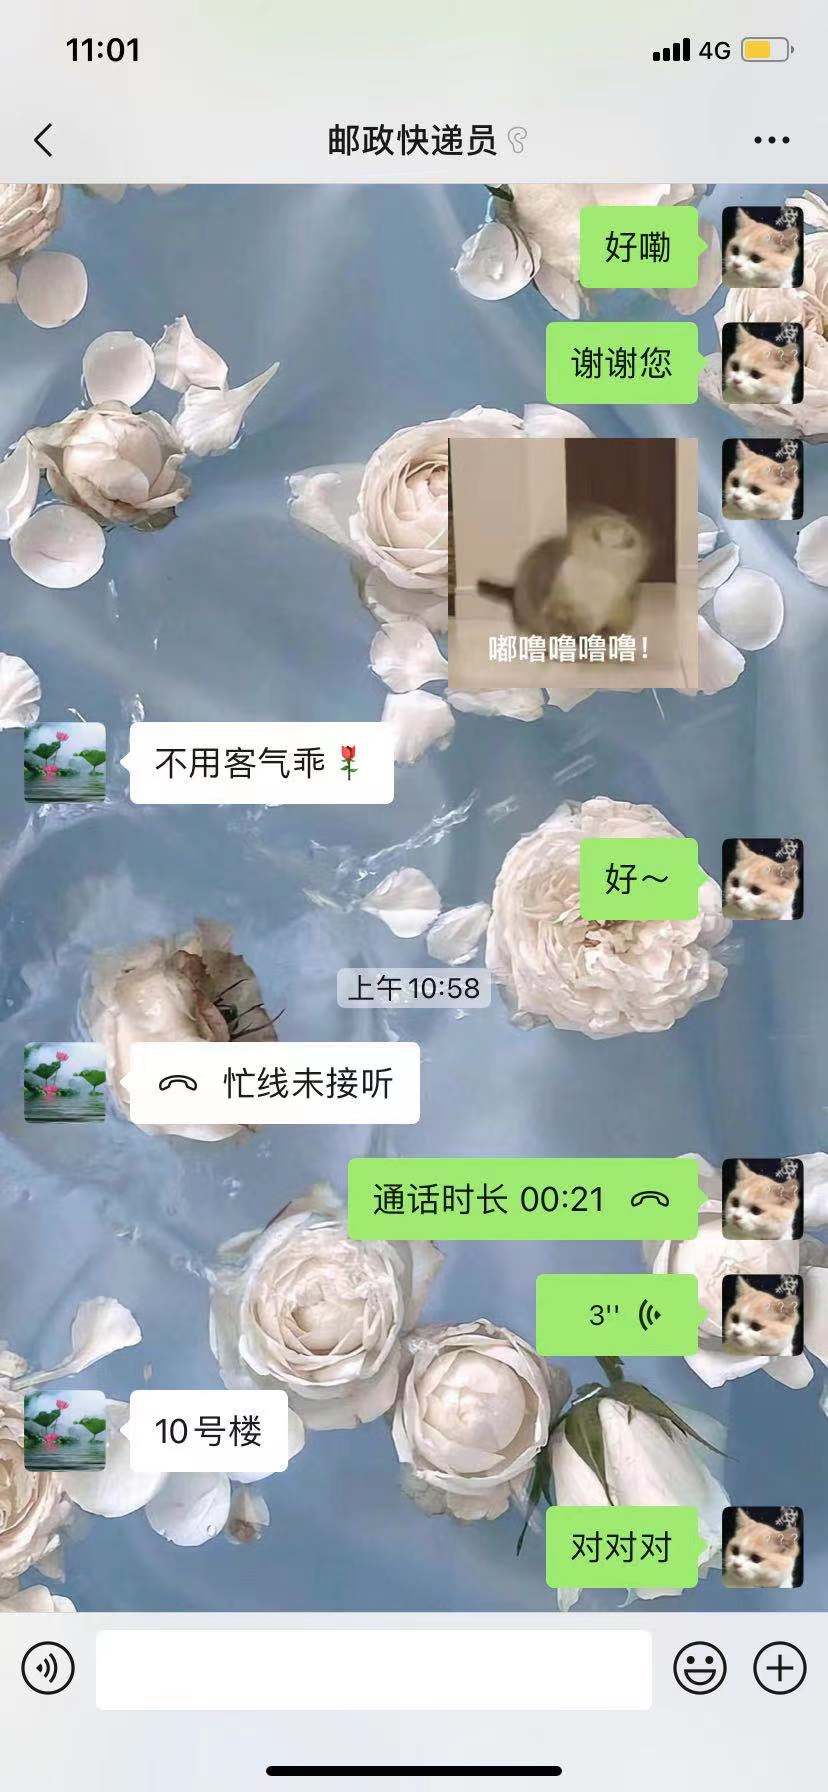 11:01
4G
邮政快递员
好嘞
谢谢您
嘟噜噜噜噜!
不用客气乖🌹
好～
上午10:58
忙线未接听
通话时长 00:21
3''
10号楼
对对对